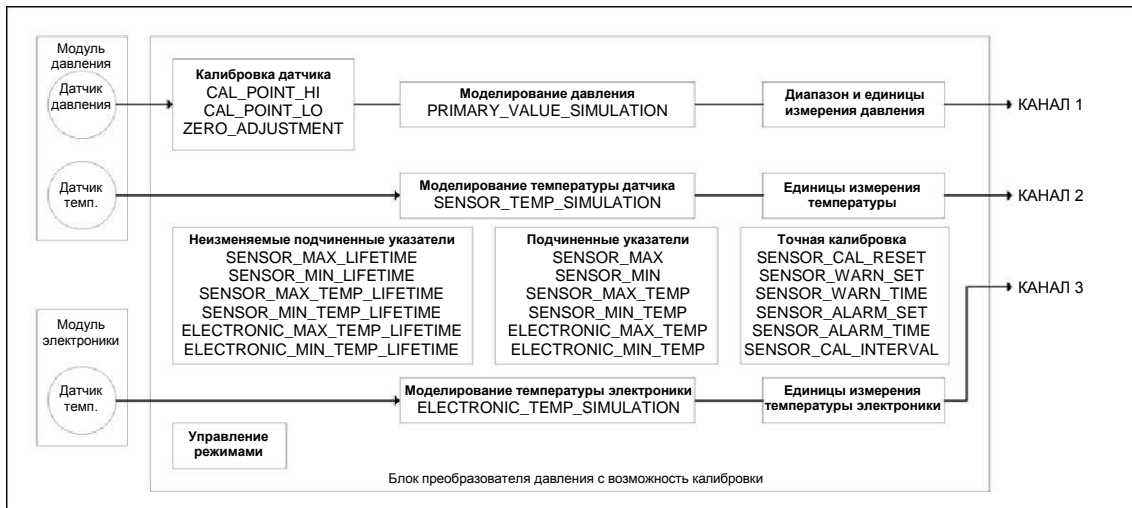 Модуль
давления
Датчик
давления
Калибровка датчика
CAL_POINT_HI
CAL_POINT_LO
ZERO_ADJUSTMENT
Моделирование давления
PRIMARY_VALUE_SIMULATION
Диапазон и единицы
измерения давления
КАНАЛ 1
Датчик
темп.
Моделирование температуры датчика
SENSOR_TEMP_SIMULATION
Единицы измерения
температуры
КАНАЛ 2
Неизменяемые подчиненные указатели
SENSOR_MAX_LIFETIME
SENSOR_MIN_LIFETIME
SENSOR_MAX_TEMP_LIFETIME
SENSOR_MIN_TEMP_LIFETIME
ELECTRONIC_MAX_TEMP_LIFETIME
ELECTRONIC_MIN_TEMP_LIFETIME
Подчиненные указатели
SENSOR_MAX
SENSOR_MIN
SENSOR_MAX_TEMP
SENSOR_MIN_TEMP
ELECTRONIC_MAX_TEMP
ELECTRONIC_MIN_TEMP
Точная калибровка
SENSOR_CAL_RESET
SENSOR_WARN_SET
SENSOR_WARN_TIME
SENSOR_ALARM_SET
SENSOR_ALARM_TIME
SENSOR_CAL_INTERVAL
КАНАЛ 3
Модуль
электроники
Датчик
темп.
Моделирование температуры электроники
ELECTRONIC_TEMP_SIMULATION
Единицы измерения
температуры электроники
Управление
режимами
Блок преобразователя давления с возможность калибровки